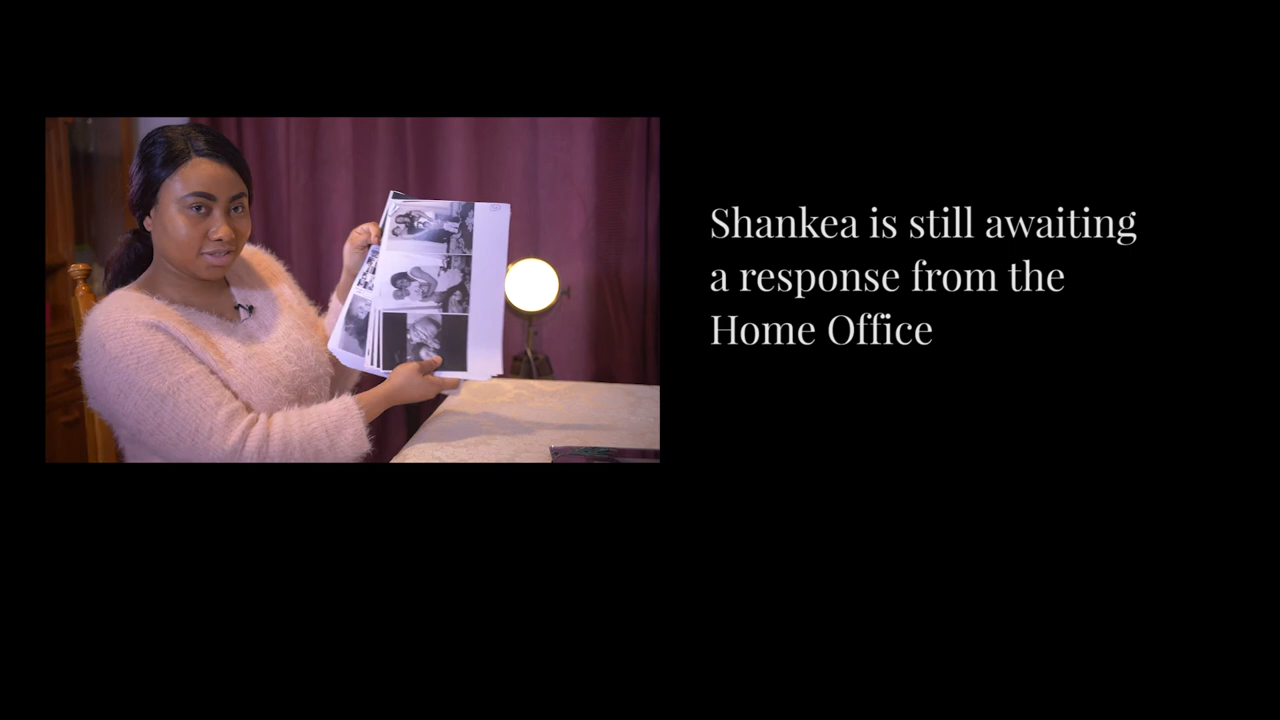 Shankea is still awaiting
a response from the
Home Office